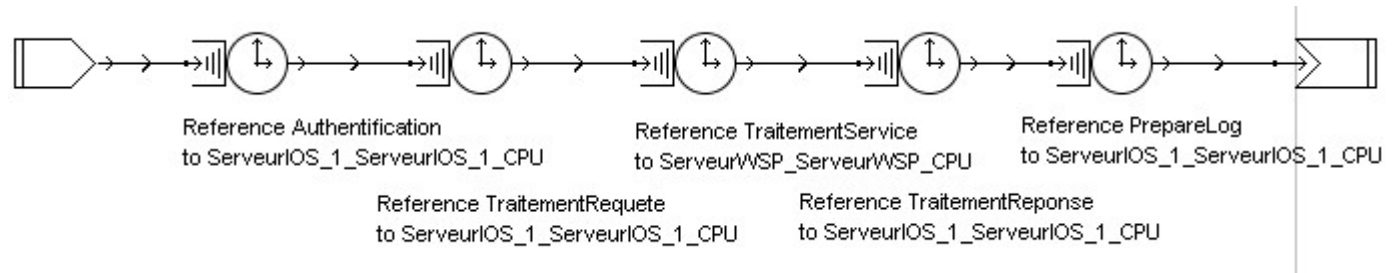 Reference Authentification
to ServeurIOS_1_ServeurIOS_1_CPU
Reference TraitementRequete
to ServeurIOS_1_ServeurIOS_1_CPU
Reference TraitementService
to ServeurWSP_ServeurWSP_CPU
Reference TraitementReponse
to ServeurIOS_1_ServeurIOS_1_CPU
Reference PrepareLog
to ServeurIOS_1_ServeurIOS_1_CPU